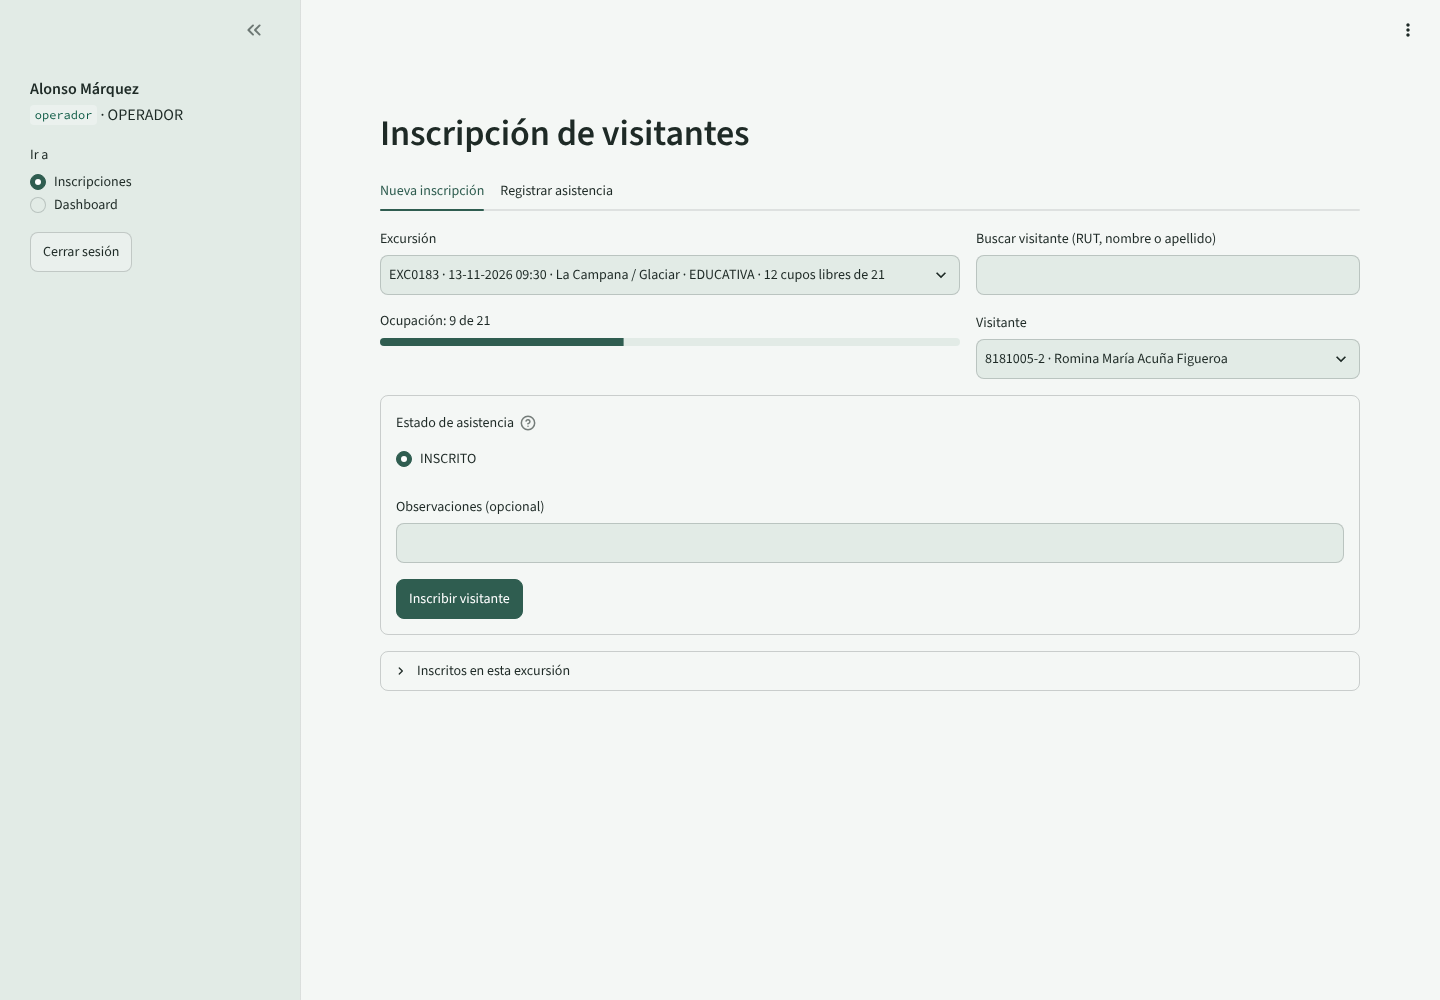 Alonso Márquez
operador · OPERADOR
Ir a
Inscripciones
Dashboard
Cerrar sesión
Inscripción de visitantes
Nueva inscripción
Registrar asistencia
Excursión
EXC0183 · 13-11-2026 09:30 · La Campana / Glaciar · EDUCATIVA · 12 cupos libres de 21
Ocupación: 9 de 21
Buscar visitante (RUT, nombre o apellido)
Visitante
8181005-2 · Romina María Acuña Figueroa
Estado de asistencia
INSCRITO
Observaciones (opcional)
Inscribir visitante
Inscritos en esta excursión